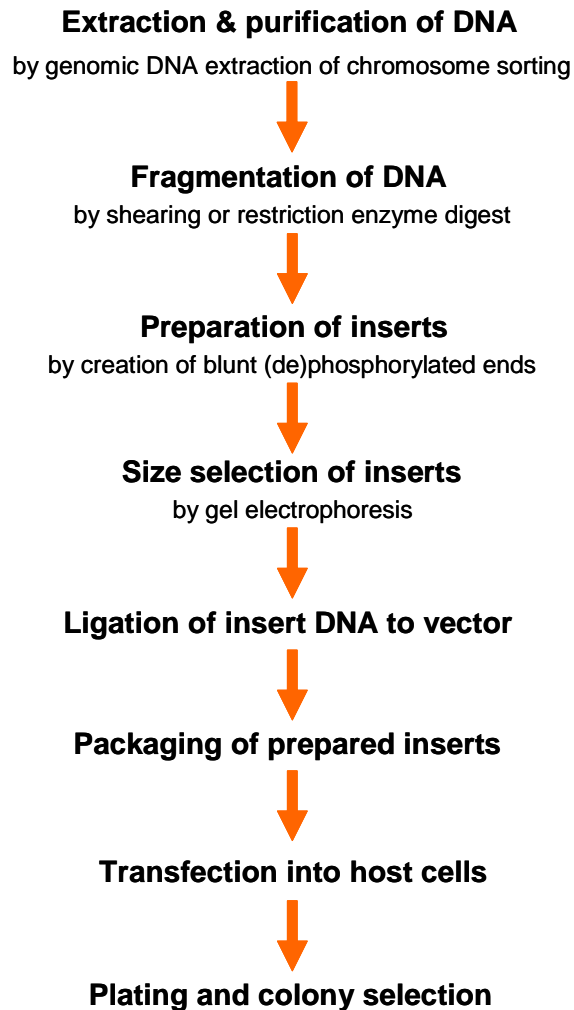 Extraction & purification of DNA
by genomic DNA extraction of chromosome sorting
Fragmentation of DNA
by shearing or restriction enzyme digest
Preparation of inserts
by creation of blunt (de)phosphorylated ends
Size selection of inserts
by gel electrophoresis
Ligation of insert DNA to vector
Packaging of prepared inserts
Transfection into host cells
Plating and colony selection